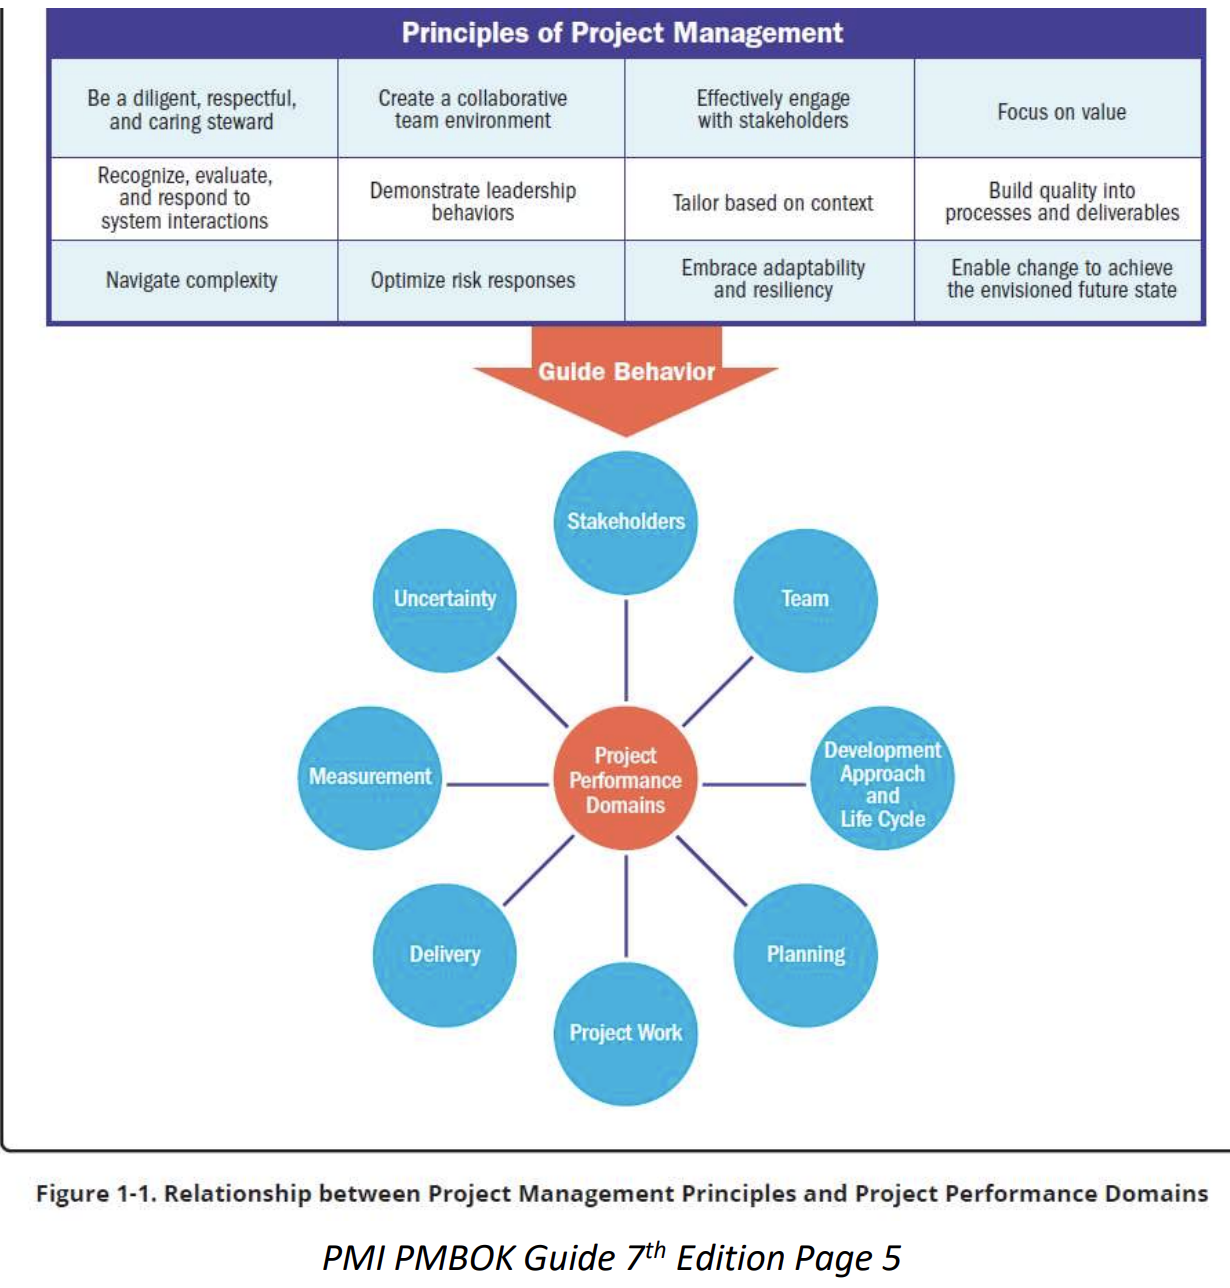 Principles of Project Management
Be a diligent, respectful,
and caring steward
Create a collaborative
team environment
Effectively engage
with stakeholders
Focus on value
Recognize, evaluate,
and respond to
system interactions
Demonstrate leadership
behaviors
Tailor based on context
Build quality into
processes and deliverables
Navigate complexity
Optimize risk responses
Embrace adaptability
and resiliency
Enable change to achieve
the envisioned future state
Guide Behavior
Stakeholders
Uncertainty
Team
Measurement
Project
Performance
Domains
Development
Approach
and
Life Cycle
Delivery
Planning
Project Work
Figure 1-1. Relationship between Project Management Principles and Project Performance Domains
PMI PMBOK Guide 7th Edition Page 5